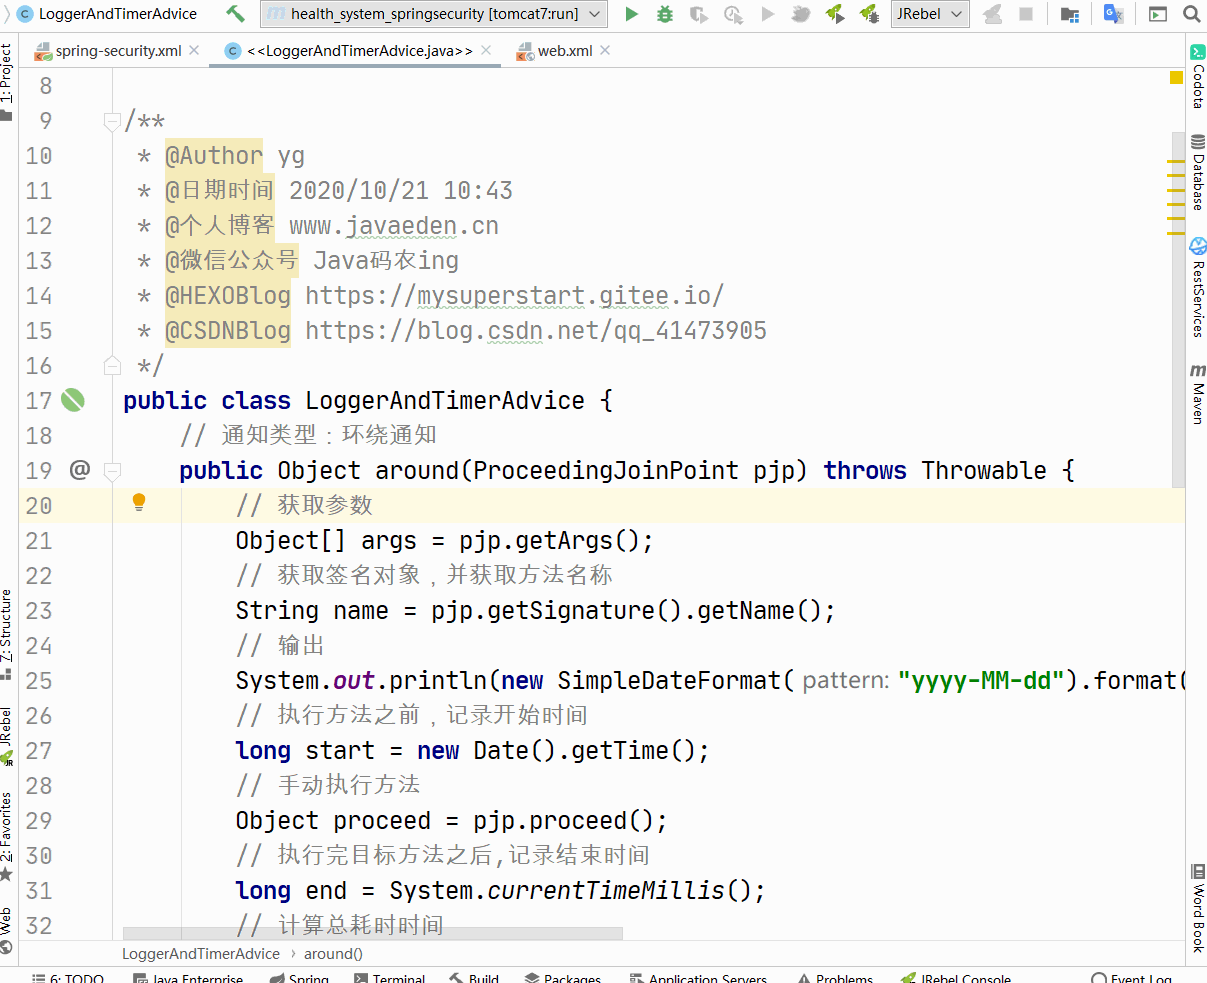 LoggerAndTimerAdvice
health_system_springsecurity [tomcat7:run]
JRebel
spring-security.xml
<<LoggerAndTimerAdvice.java>>
web.xml
1: Project
7: Structure
JRebel
2: Favorites
Web
8
9 /**
10 * @Author yg
11 * @日期时间 2020/10/21 10:43
12 * @个人博客 www.javaeden.cn
13 * @微信公众号 Java码农ing
14 * @HEXOBlog https://mysuperstart.gitee.io/
15 * @CSDNBlog https://blog.csdn.net/qq_41473905
16 */
17 public class LoggerAndTimerAdvice {
18 // 通知类型：环绕通知
19 @ public Object around(ProceedingJoinPoint pjp) throws Throwable {
20 // 获取参数
21 Object[] args = pjp.getArgs();
22 // 获取签名对象，并获取方法名称
23 String name = pjp.getSignature().getName();
24 // 输出
25 System.out.println(new SimpleDateFormat( pattern: "yyyy-MM-dd").format(
26 // 执行方法之前，记录开始时间
27 long start = new Date().getTime();
28 // 手动执行方法
29 Object proceed = pjp.proceed();
30 // 执行完目标方法之后,记录结束时间
31 long end = System.currentTimeMillis();
32 // 计算总耗时时间
Codota
Database
RestServices
Maven
Word Book
LoggerAndTimerAdvice › around()
6: TODO
Java Enterprise
Spring
Terminal
Build
Packages
Application Servers
Problems
JRebel Console
Event Log